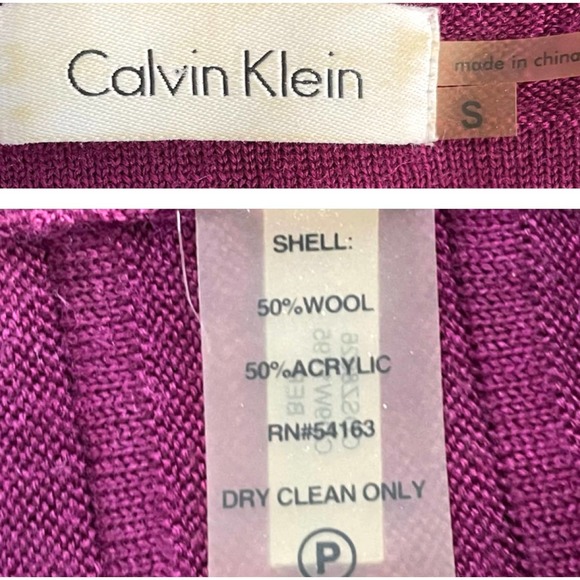 Calvin Klein
made in china
S
SHELL:
50%WOOL
50%ACRYLIC
RN#54163
DRY CLEAN ONLY
P